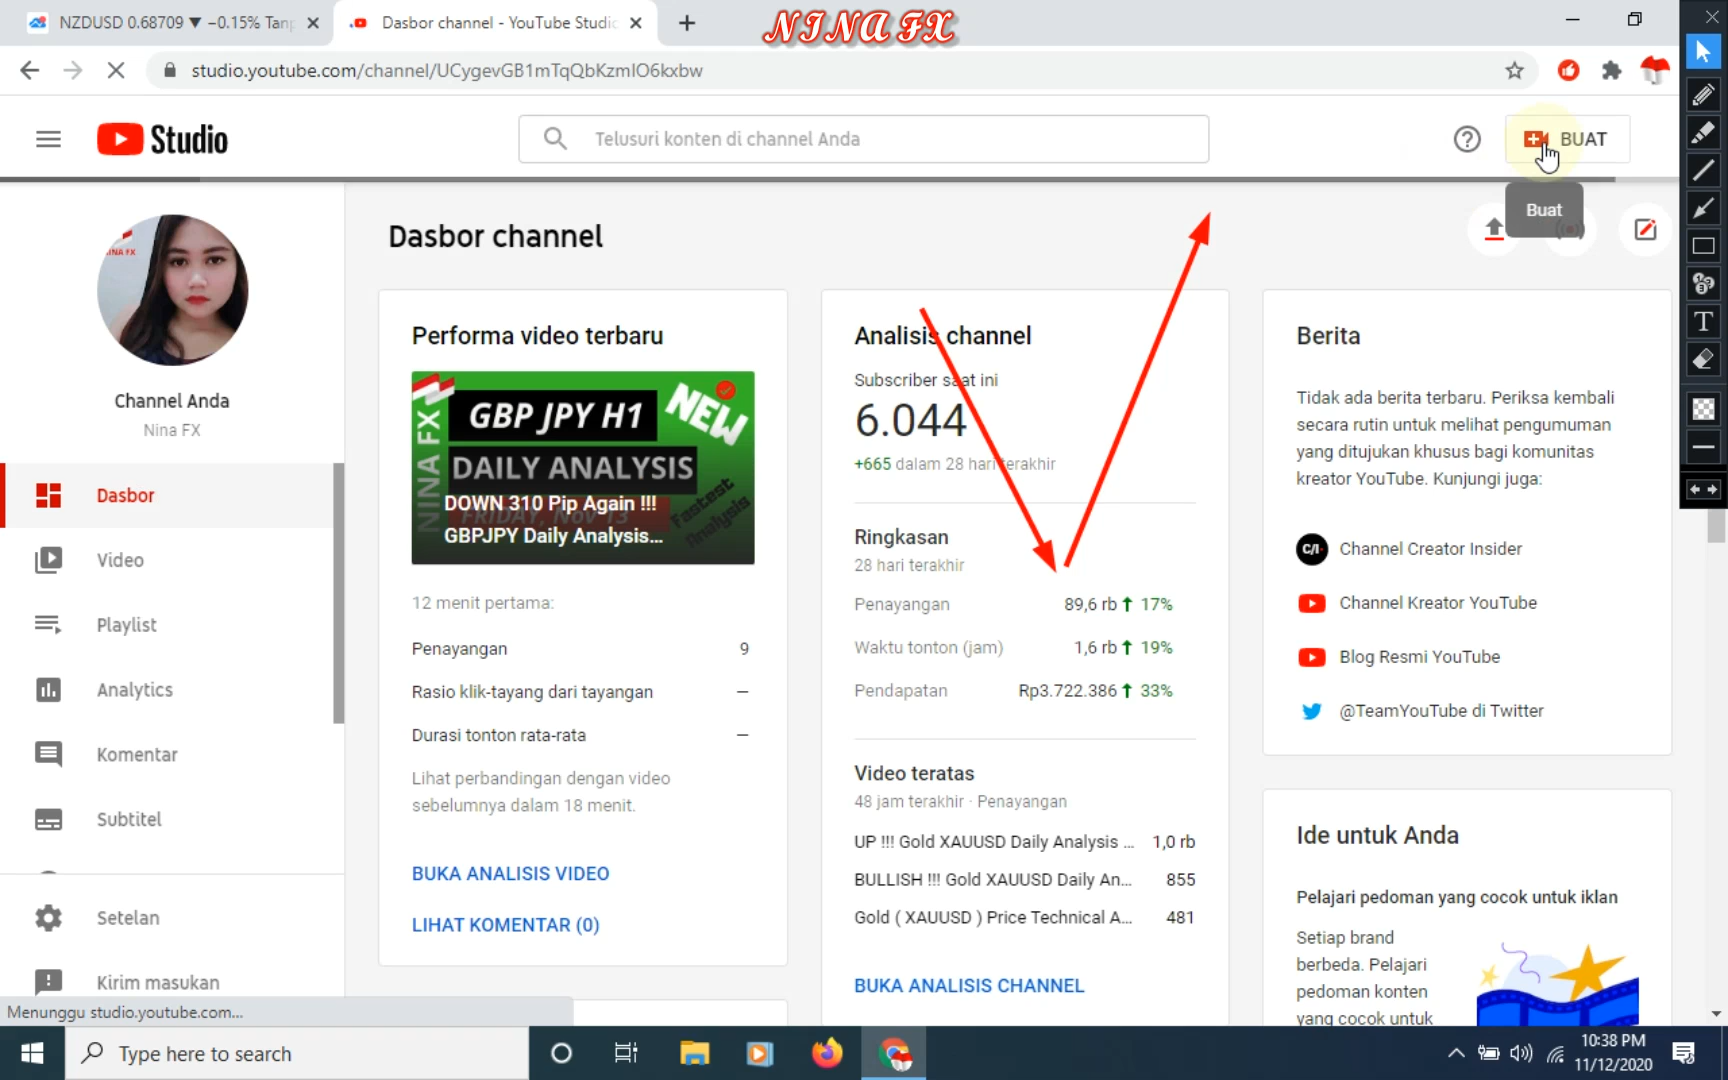 NZDUSD 0.68709 ▼ −0.15% Tanp
Dasbor channel - YouTube Studio
NINA FX
studio.youtube.com/channel/UCygevGB1mTqQbKzmIO6kxbw
Studio
Telusuri konten di channel Anda
BUAT
Buat
Dasbor channel
NINA FX
Channel Anda
Nina FX
Dasbor
Video
Playlist
Analytics
Komentar
Subtitel
Setelan
Kirim masukan
Performa video terbaru
NINA FX
GBP JPY H1
NEW
DAILY ANALYSIS
FRIDAY, Nov 13
Fastest
Analysis
DOWN 310 Pip Again !!!
GBPJPY Daily Analysis...
12 menit pertama:
Penayangan 9
Rasio klik-tayang dari tayangan —
Durasi tonton rata-rata —
Lihat perbandingan dengan video
sebelumnya dalam 18 menit.
BUKA ANALISIS VIDEO
LIHAT KOMENTAR (0)
Analisis channel
Subscriber saat ini
6.044
+665 dalam 28 hari terakhir
Ringkasan
28 hari terakhir
Penayangan 89,6 rb 17%
Waktu tonton (jam) 1,6 rb 19%
Pendapatan Rp3.722.386 33%
Video teratas
48 jam terakhir · Penayangan
UP !!! Gold XAUUSD Daily Analysis ... 1,0 rb
BULLISH !!! Gold XAUUSD Daily An... 855
Gold ( XAUUSD ) Price Technical A... 481
BUKA ANALISIS CHANNEL
Berita
Tidak ada berita terbaru. Periksa kembali
secara rutin untuk melihat pengumuman
yang ditujukan khusus bagi komunitas
kreator YouTube. Kunjungi juga:
C/I
Channel Creator Insider
Channel Kreator YouTube
Blog Resmi YouTube
@TeamYouTube di Twitter
Ide untuk Anda
Pelajari pedoman yang cocok untuk iklan
Setiap brand
berbeda. Pelajari
pedoman konten
yang cocok untuk
T
Menunggu studio.youtube.com...
Type here to search
10:38 PM
11/12/2020